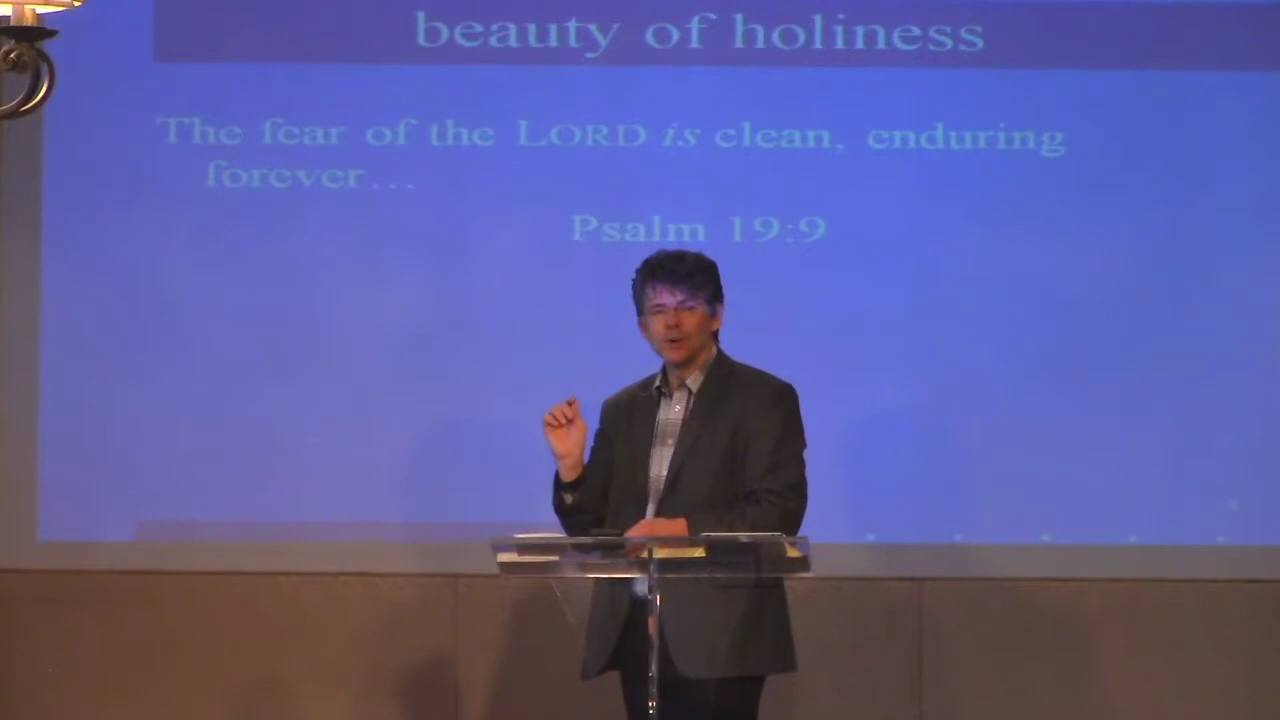 beauty of holiness
The fear of the LORD is clean, enduring
forever...
Psalm 19:9